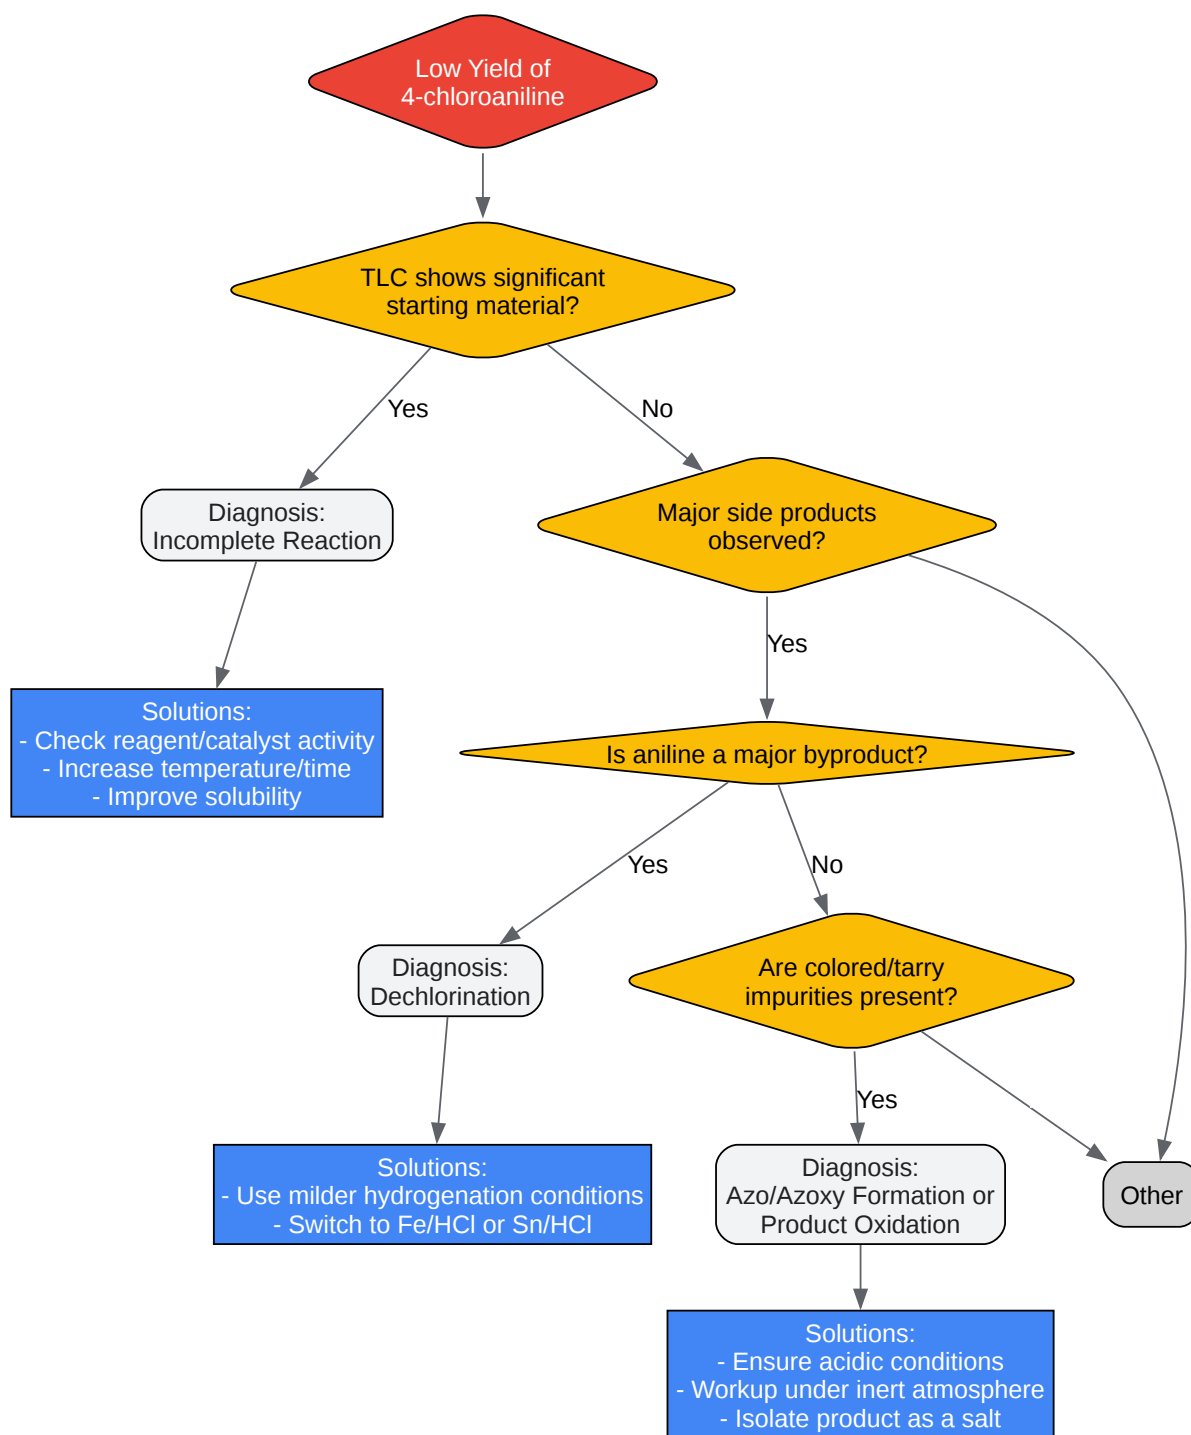 Low Yield of
4-chloroaniline
TLC shows significant
starting material?
Yes
No
Diagnosis:
Incomplete Reaction
Major side products
observed?
Yes
Solutions:
- Check reagent/catalyst activity
- Increase temperature/time
- Improve solubility
Is aniline a major byproduct?
Yes
No
Diagnosis:
Dechlorination
Are colored/tarry
impurities present?
Yes
Solutions:
- Use milder hydrogenation conditions
- Switch to Fe/HCl or Sn/HCl
Diagnosis:
Azo/Azoxy Formation or
Product Oxidation
Other
Solutions:
- Ensure acidic conditions
- Workup under inert atmosphere
- Isolate product as a salt